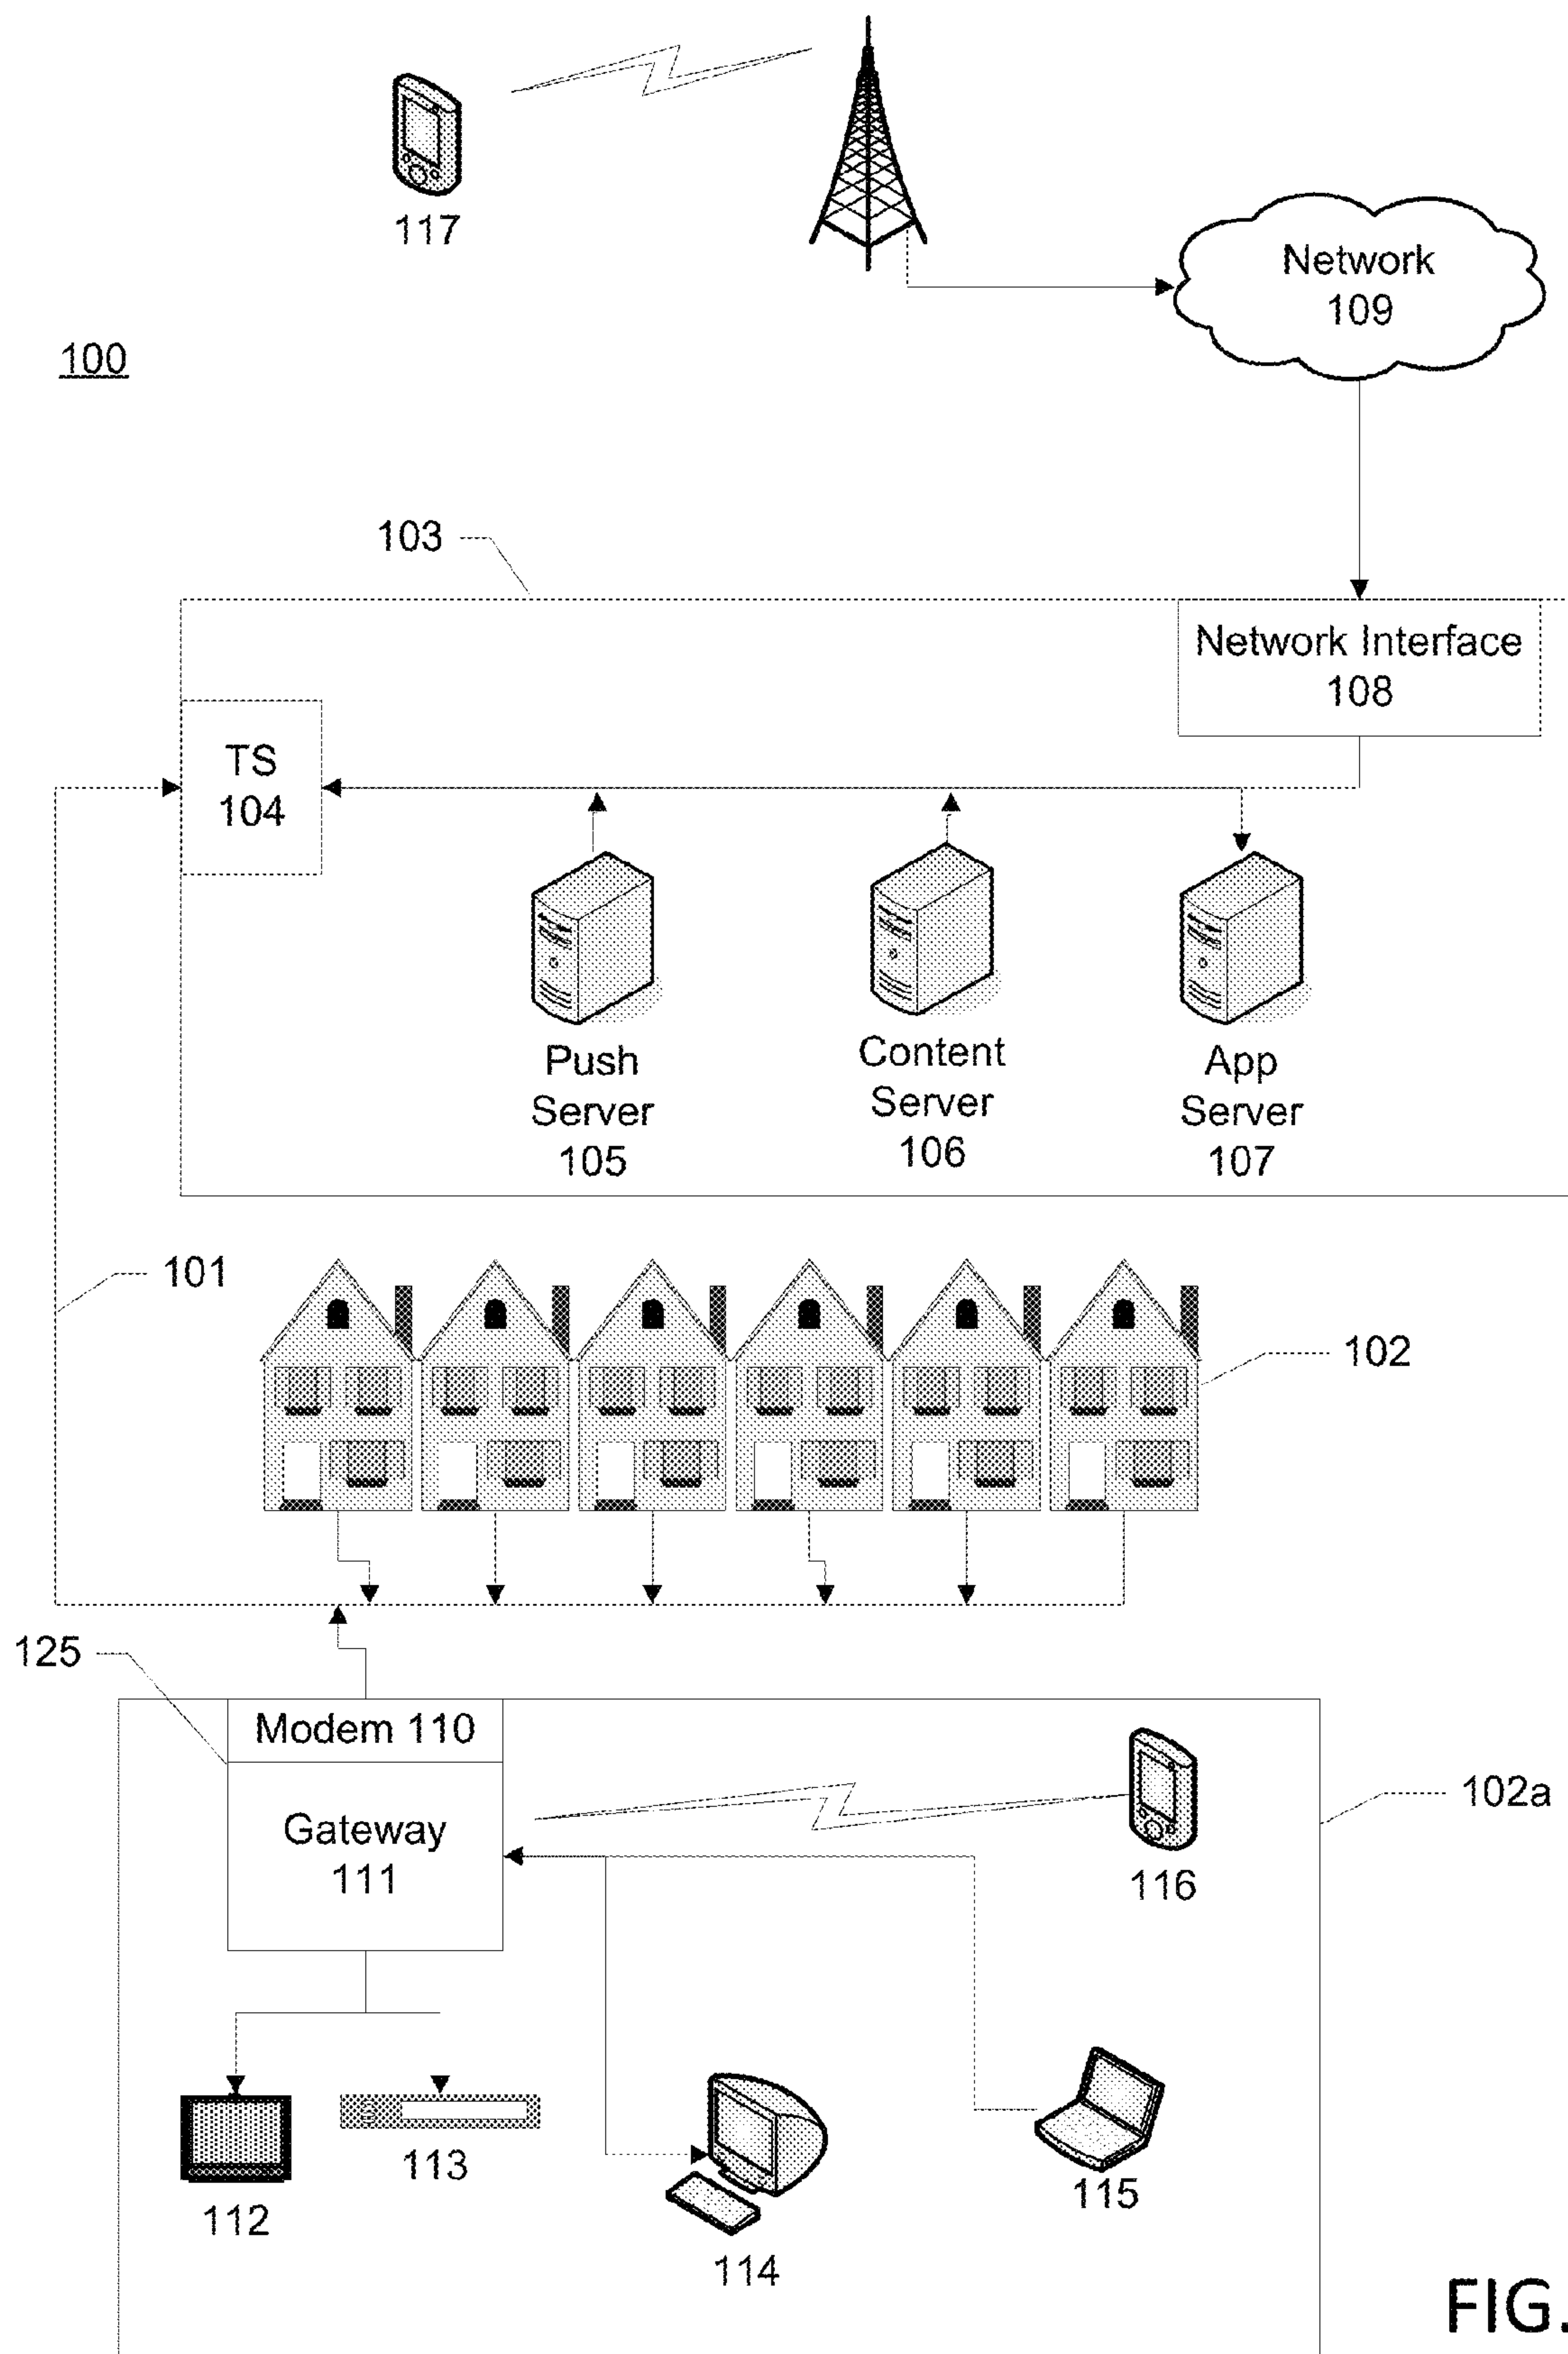 117
Network
109
100
103
Network Interface
108
TS
104
Push
Server
105
Content
Server
106
App
Server
107
101
102
125
Modem 110
Gateway
111
116
102a
112
113
114
115
FIG.